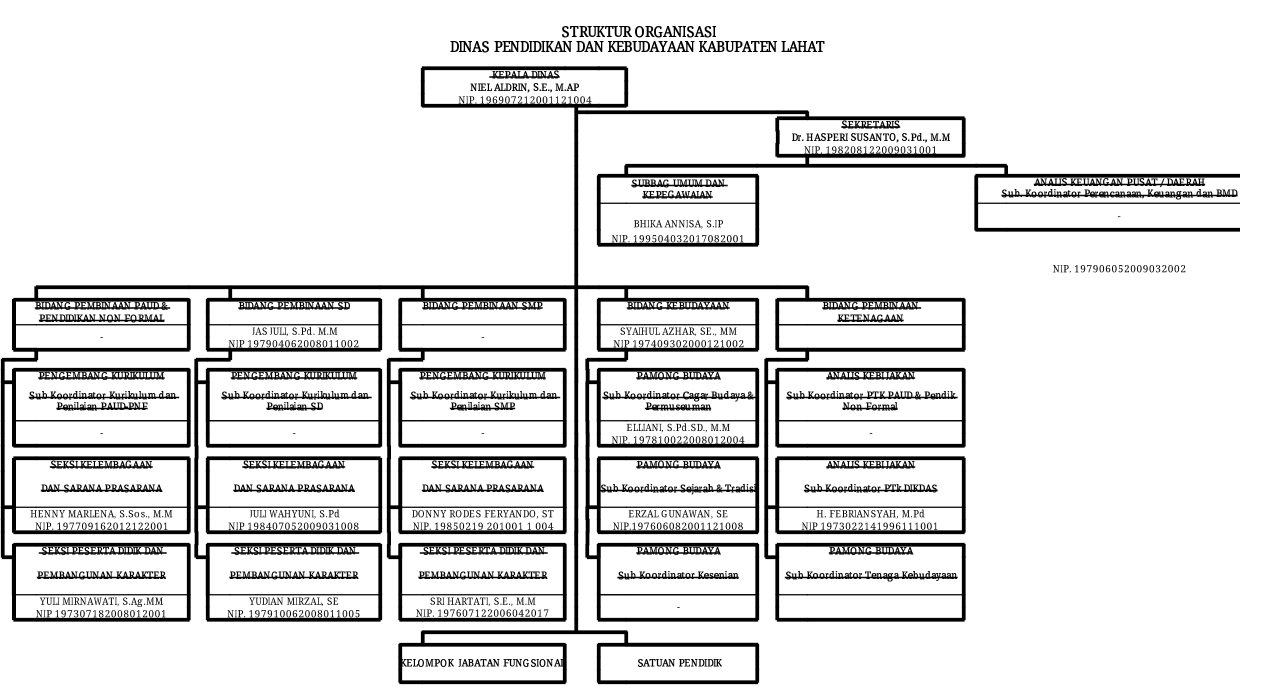 STRUKTUR ORGANISASI
DINAS PENDIDIKAN DAN KEBUDAYAAN KABUPATEN LAHAT
KEPALA DINAS
NIEL ALDRIN, S.E., M.AP
NIP. 196907212001121004
SEKRETARIS
Dr. HASPERI SUSANTO, S.Pd., M.M
NIP. 198208122009031001
SUBBAG UMUM DAN
KEPEGAWAIAN
BHIKA ANNISA, S.IP
NIP. 199504032017082001
ANALIS KEUANGAN PUSAT / DAERAH
Sub. Koordinator Perencanaan, Keuangan dan BMD
-
NIP. 197906052009032002
BIDANG PEMBINAAN PAUD &
PENDIDIKAN NON FORMAL
-
BIDANG PEMBINAAN SD
JAS JULI, S.Pd. M.M
NIP 197904062008011002
BIDANG PEMBINAAN SMP
-
BIDANG KEBUDAYAAN
SYAIHUL AZHAR, SE., MM
NIP 197409302000121002
BIDANG PEMBINAAN
KETENAGAAN
PENGEMBANG KURIKULUM
Sub Koordinator Kurikulum dan
Penilaian PAUD-PNF
-
PENGEMBANG KURIKULUM
Sub Koordinator Kurikulum dan
Penilaian SD
-
PENGEMBANG KURIKULUM
Sub Koordinator Kurikulum dan
Penilaian SMP
-
PAMONG BUDAYA
Sub Koordinator Cagar Budaya &
Permuseuman
ELLIANI, S.Pd.SD., M.M
NIP. 197810022008012004
ANALIS KEBIJAKAN
Sub Koordinator PTK PAUD & Pendik
Non Formal
-
SEKSI KELEMBAGAAN
DAN SARANA PRASARANA
HENNY MARLENA, S.Sos., M.M
NIP. 197709162012122001
SEKSI KELEMBAGAAN
DAN SARANA PRASARANA
JULI WAHYUNI, S.Pd
NIP 198407052009031008
SEKSI KELEMBAGAAN
DAN SARANA PRASARANA
DONNY RODES FERYANDO, ST
NIP. 19850219 201001 1 004
PAMONG BUDAYA
Sub Koordinator Sejarah & Tradisi
ERZAL GUNAWAN, SE
NIP.197606082001121008
ANALIS KEBIJAKAN
Sub Koordinator PTk DIKDAS
H. FEBRIANSYAH, M.Pd
NIP 1973022141996111001
SEKSI PESERTA DIDIK DAN
PEMBANGUNAN KARAKTER
YULI MIRNAWATI, S.Ag.MM
NIP 197307182008012001
SEKSI PESERTA DIDIK DAN
PEMBANGUNAN KARAKTER
YUDIAN MIRZAL, SE
NIP. 197910062008011005
SEKSI PESERTA DIDIK DAN
PEMBANGUNAN KARAKTER
SRI HARTATI, S.E., M.M
NIP. 197607122006042017
PAMONG BUDAYA
Sub Koordinator Kesenian
-
PAMONG BUDAYA
Sub Koordinator Tenaga Kebudayaan
KELOMPOK JABATAN FUNGSIONAL
SATUAN PENDIDIK